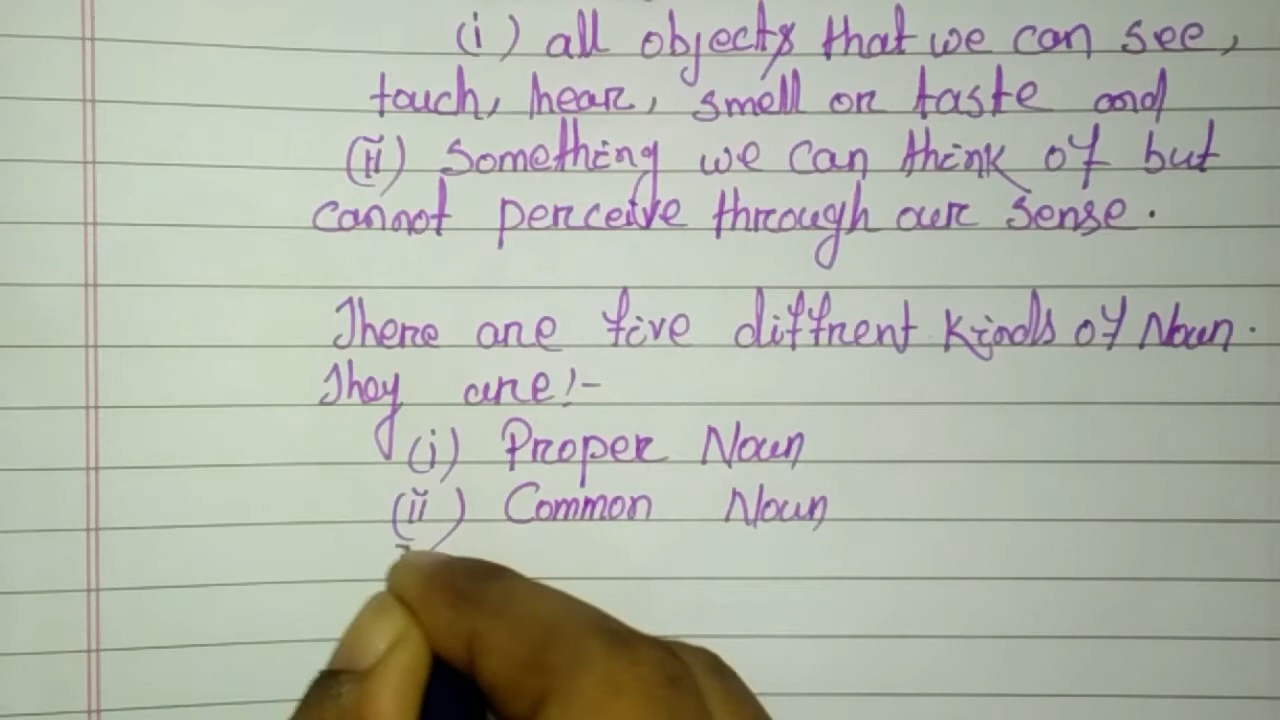 (i) all objects that we can see,
touch, hear, smell or taste and
(ii) Something we can think of but
cannot perceive through our sense.
There are five diffrent kinds of Noun.
They are:-
(i) Proper Noun
(ii) Common Noun